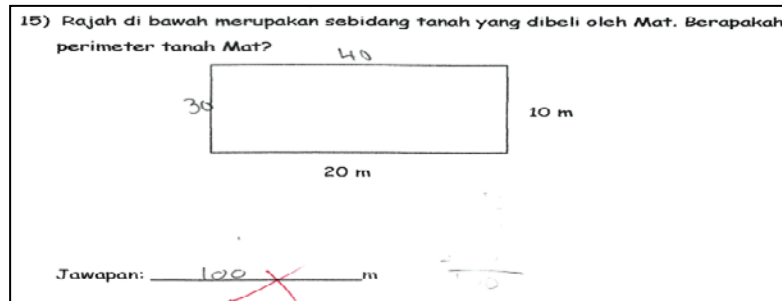 15) Rajah di bawah merupakan sebidang tanah yang dibeli oleh Mat. Berapakah
perimeter tanah Mat?
40
30
10 m
20 m
Jawapan: 100 m